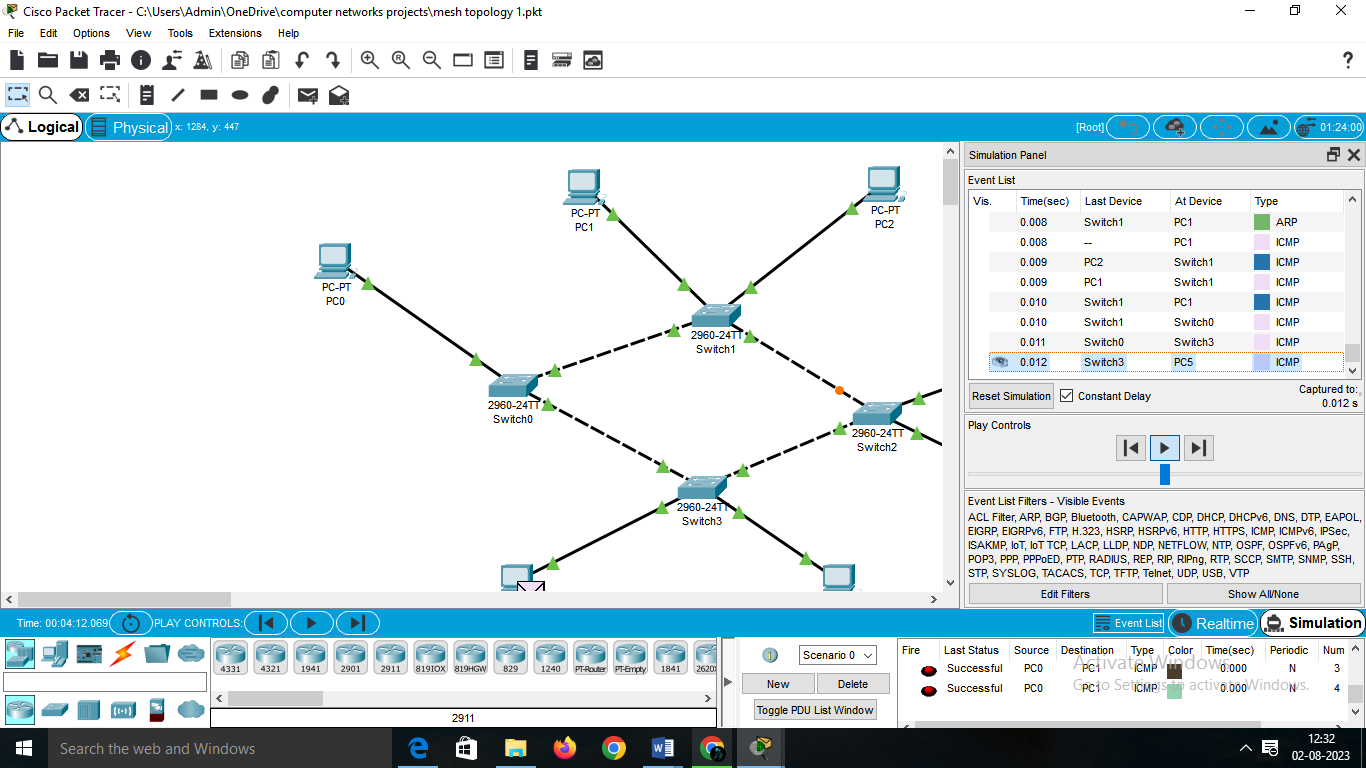 Cisco Packet Tracer - C:\Users\Admin\OneDrive\computer networks projects\mesh topology 1.pkt
File Edit Options View Tools Extensions Help
Logical Physical x: 1284, y: 447 [Root] 01:24:00
PC-PT
PC1
PC-PT
PC2
PC-PT
PC0
2960-24TT
Switch1
2960-24TT
Switch0
2960-24TT
Switch2
2960-24TT
Switch3
Simulation Panel
Event List
Vis. Time(sec) Last Device At Device Type
0.008 Switch1 PC1 ARP
0.008 -- PC1 ICMP
0.009 PC2 Switch1 ICMP
0.009 PC1 Switch1 ICMP
0.010 Switch1 PC1 ICMP
0.010 Switch1 Switch0 ICMP
0.011 Switch0 Switch3 ICMP
0.012 Switch3 PC5 ICMP
Reset Simulation Constant Delay Captured to:
0.012 s
Play Controls
Event List Filters - Visible Events
ACL Filter, ARP, BGP, Bluetooth, CAPWAP, CDP, DHCP, DHCPv6, DNS, DTP, EAPOL,
EIGRP, EIGRPv6, FTP, H.323, HSRP, HSRPv6, HTTP, HTTPS, ICMP, ICMPv6, IPSec,
ISAKMP, IoT, IoT TCP, LACP, LLDP, NDP, NETFLOW, NTP, OSPF, OSPFv6, PAgP,
POP3, PPP, PPPoED, PTP, RADIUS, REP, RIP, RIPng, RTP, SCCP, SMTP, SNMP, SSH,
STP, SYSLOG, TACACS, TCP, TFTP, Telnet, UDP, USB, VTP
Edit Filters Show All/None
Time: 00:04:12.069 PLAY CONTROLS: Event List Realtime Simulation
4331 4321 1941 2901 2911 819IOX 819HGW 829 1240 PT-Router PT-Empty 1841 2620X
2911
Scenario 0
New Delete
Toggle PDU List Window
Fire Last Status Source Destination Type Color Time(sec) Periodic Num
Successful PC0 PC1 ICMP 0.000 N 3
Successful PC0 PC1 ICMP 0.000 N 4
Activate Windows
Go to Settings to activate Windows.
Search the web and Windows
12:32
02-08-2023